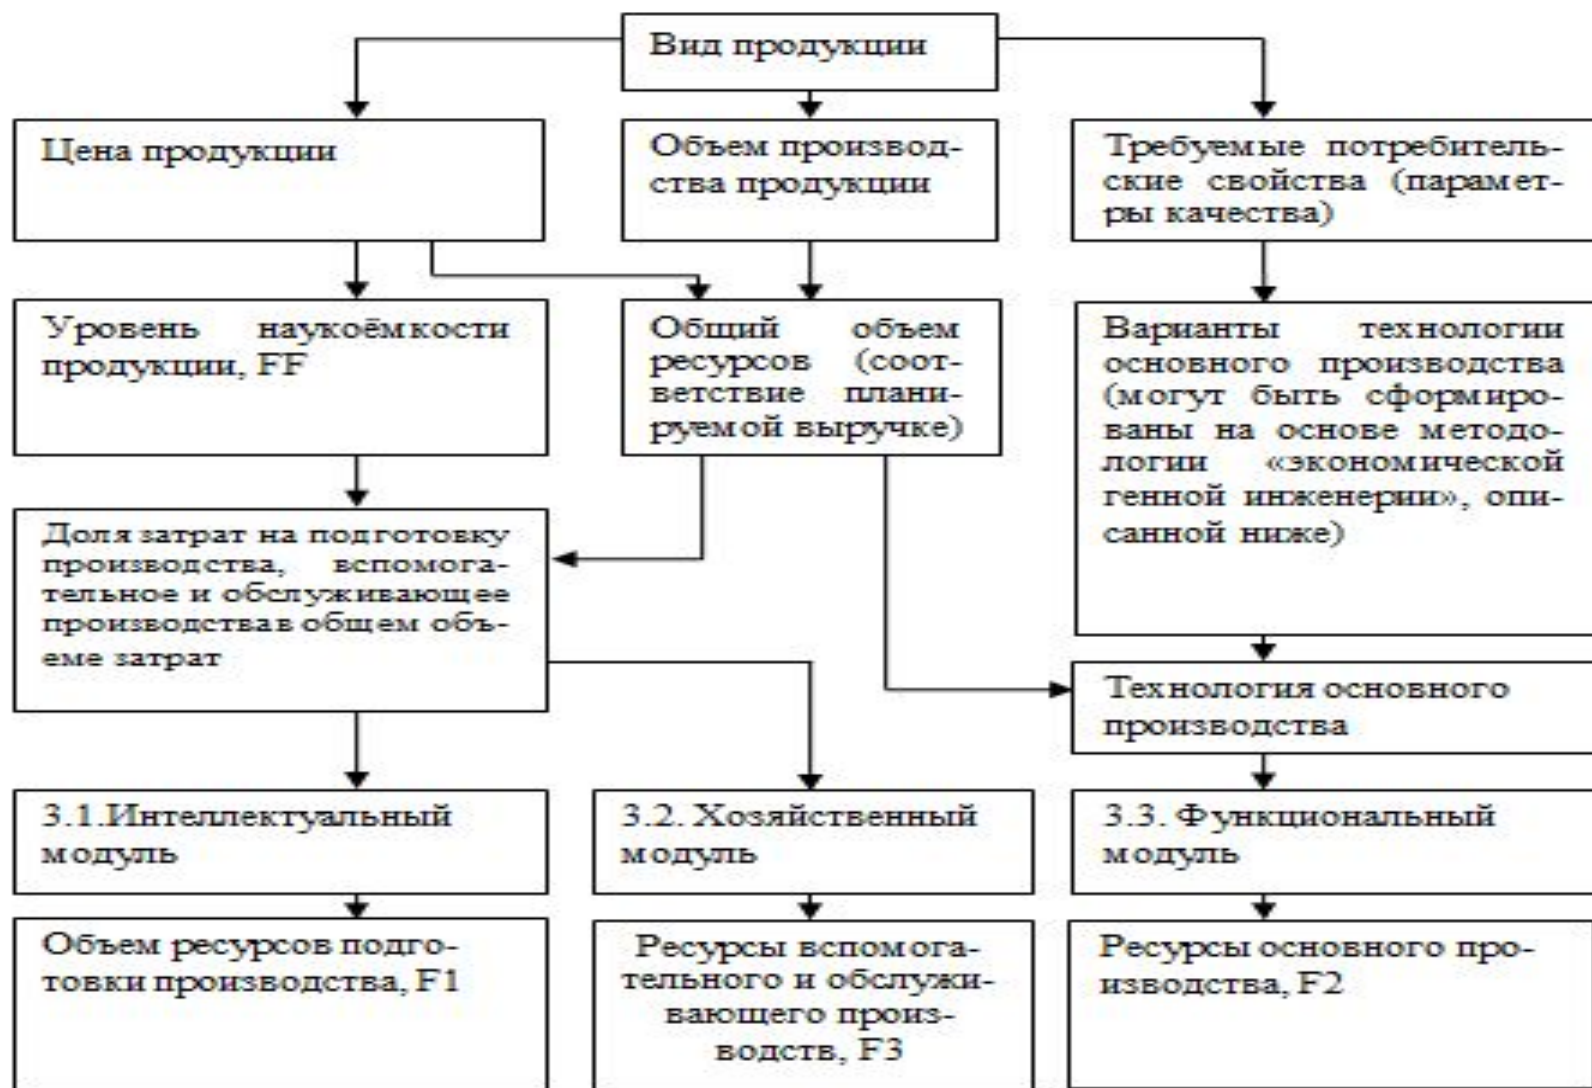 Вид продукции
Цена продукции
Объем производ-
ства продукции
Требуемые потребитель-
ские свойства (парамет-
ры качества)
Уровень наукоёмкости
продукции, FF
Общий объем
ресурсов (соот-
ветствие плани-
руемой выручке)
Варианты технологии
основного производства
(могут быть сформиро-
ваны на основе методо-
логии «экономической
генной инженерии», опи-
санной ниже)
Доля затрат на подготовку
производства, вспомога-
тельное и обслуживающее
производствав общем объ-
еме затрат
Технология основного
производства
3.1.Интеллектуальный
модуль
3.2. Хозяйственный
модуль
3.3. Функциональный
модуль
Объем ресурсов подго-
товки производства, F1
Ресурсы вспомога-
тельного и обслужи-
вающего произ-
водств, F3
Ресурсы основного про-
изводства, F2